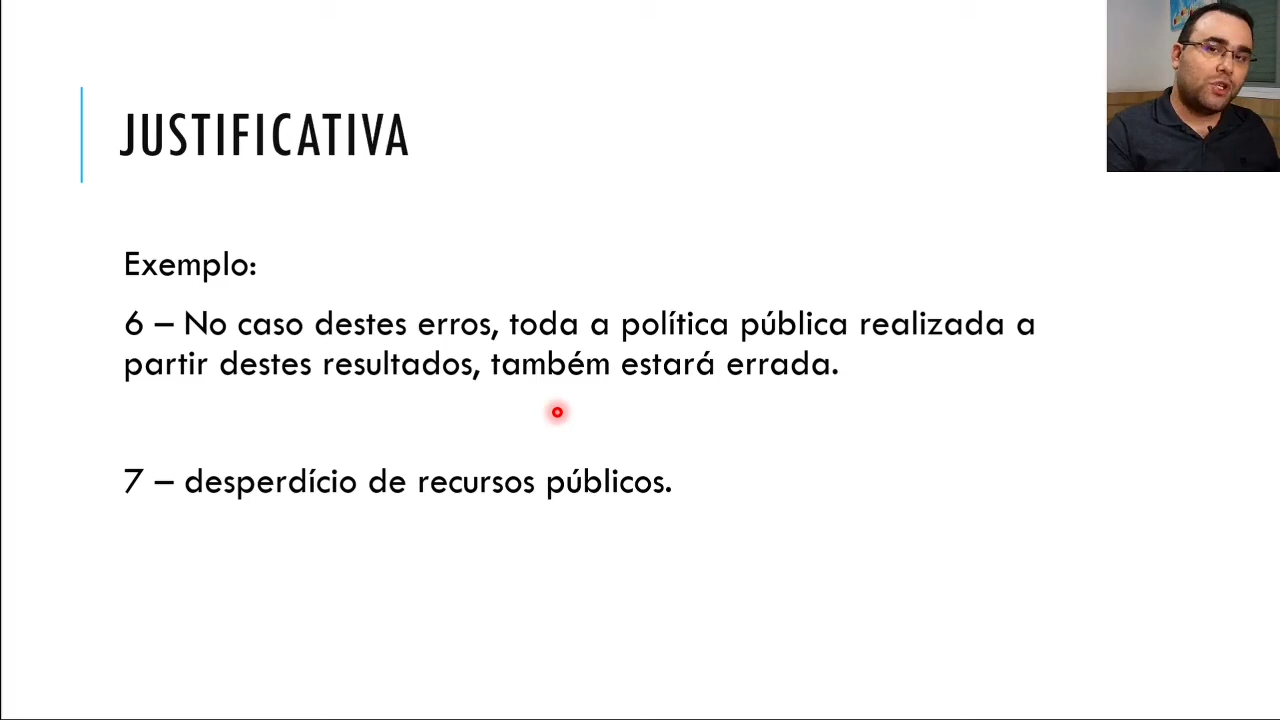 JUSTIFICATIVA
Exemplo:
6 – No caso destes erros, toda a política pública realizada a
partir destes resultados, também estará errada.
7 – desperdício de recursos públicos.